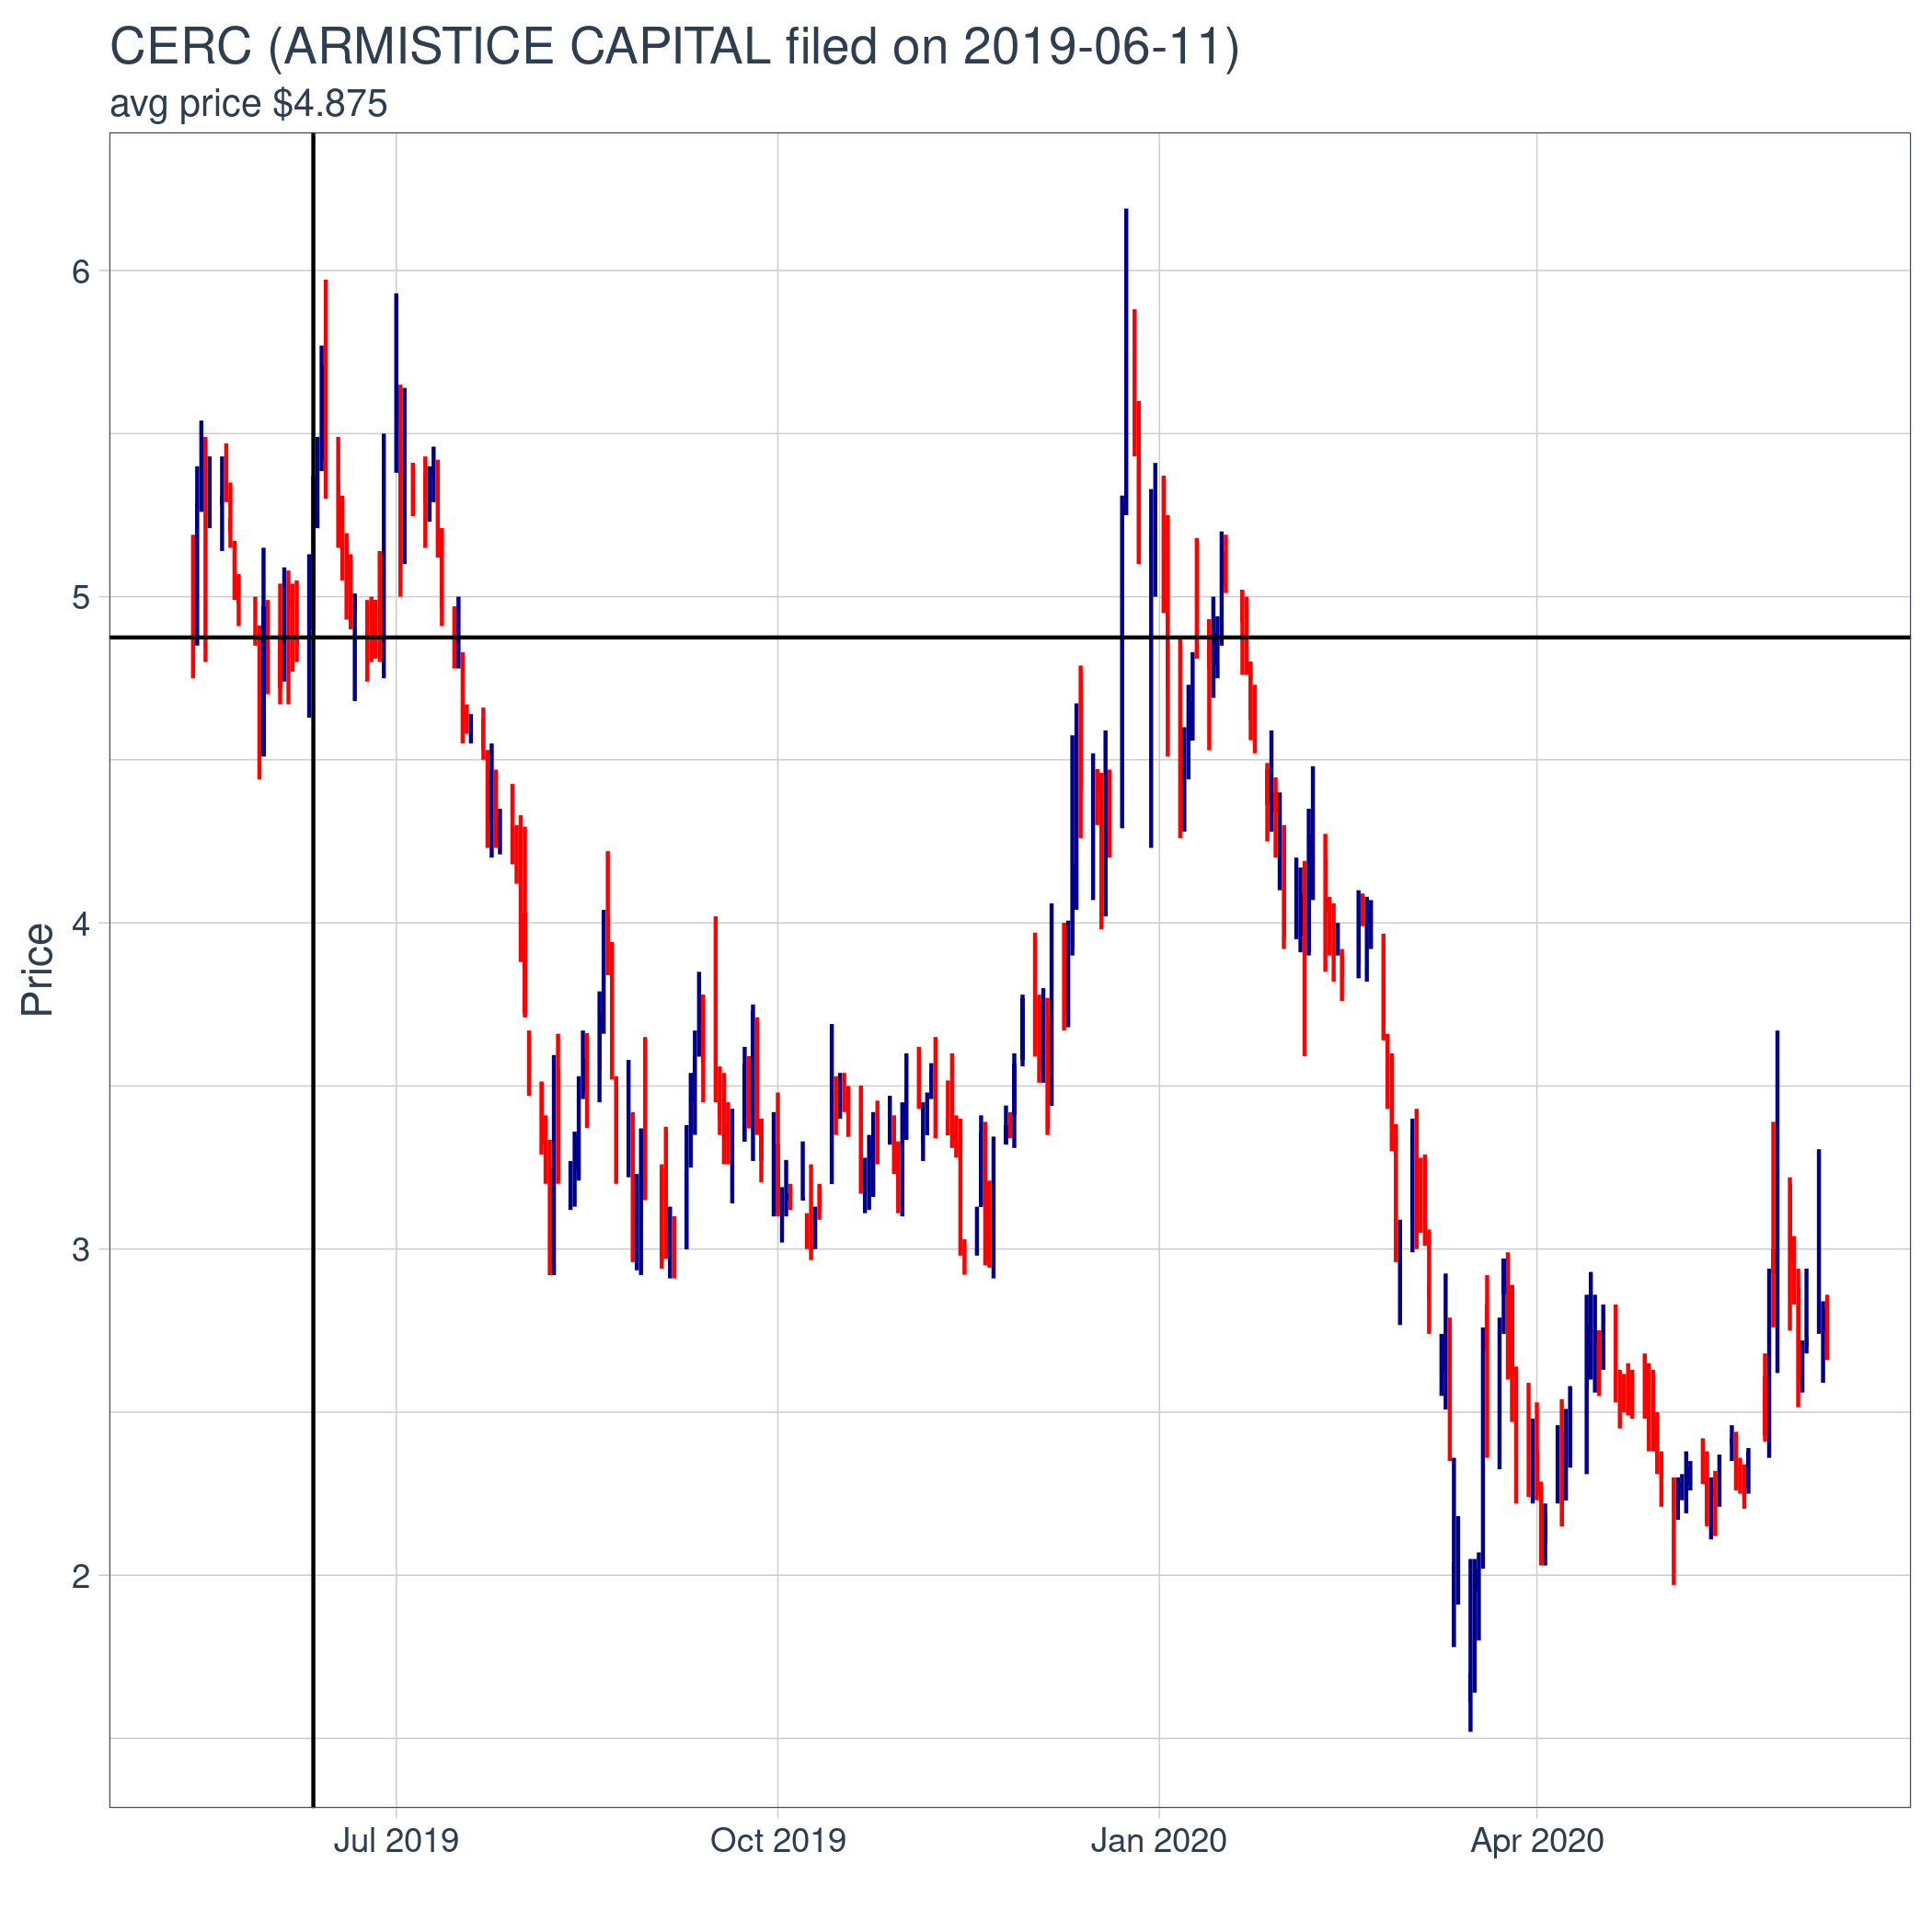 CERC (ARMISTICE CAPITAL filed on 2019-06-11)
avg price $4.875
Price
6
5
4
3
2
Jul 2019
Oct 2019
Jan 2020
Apr 2020